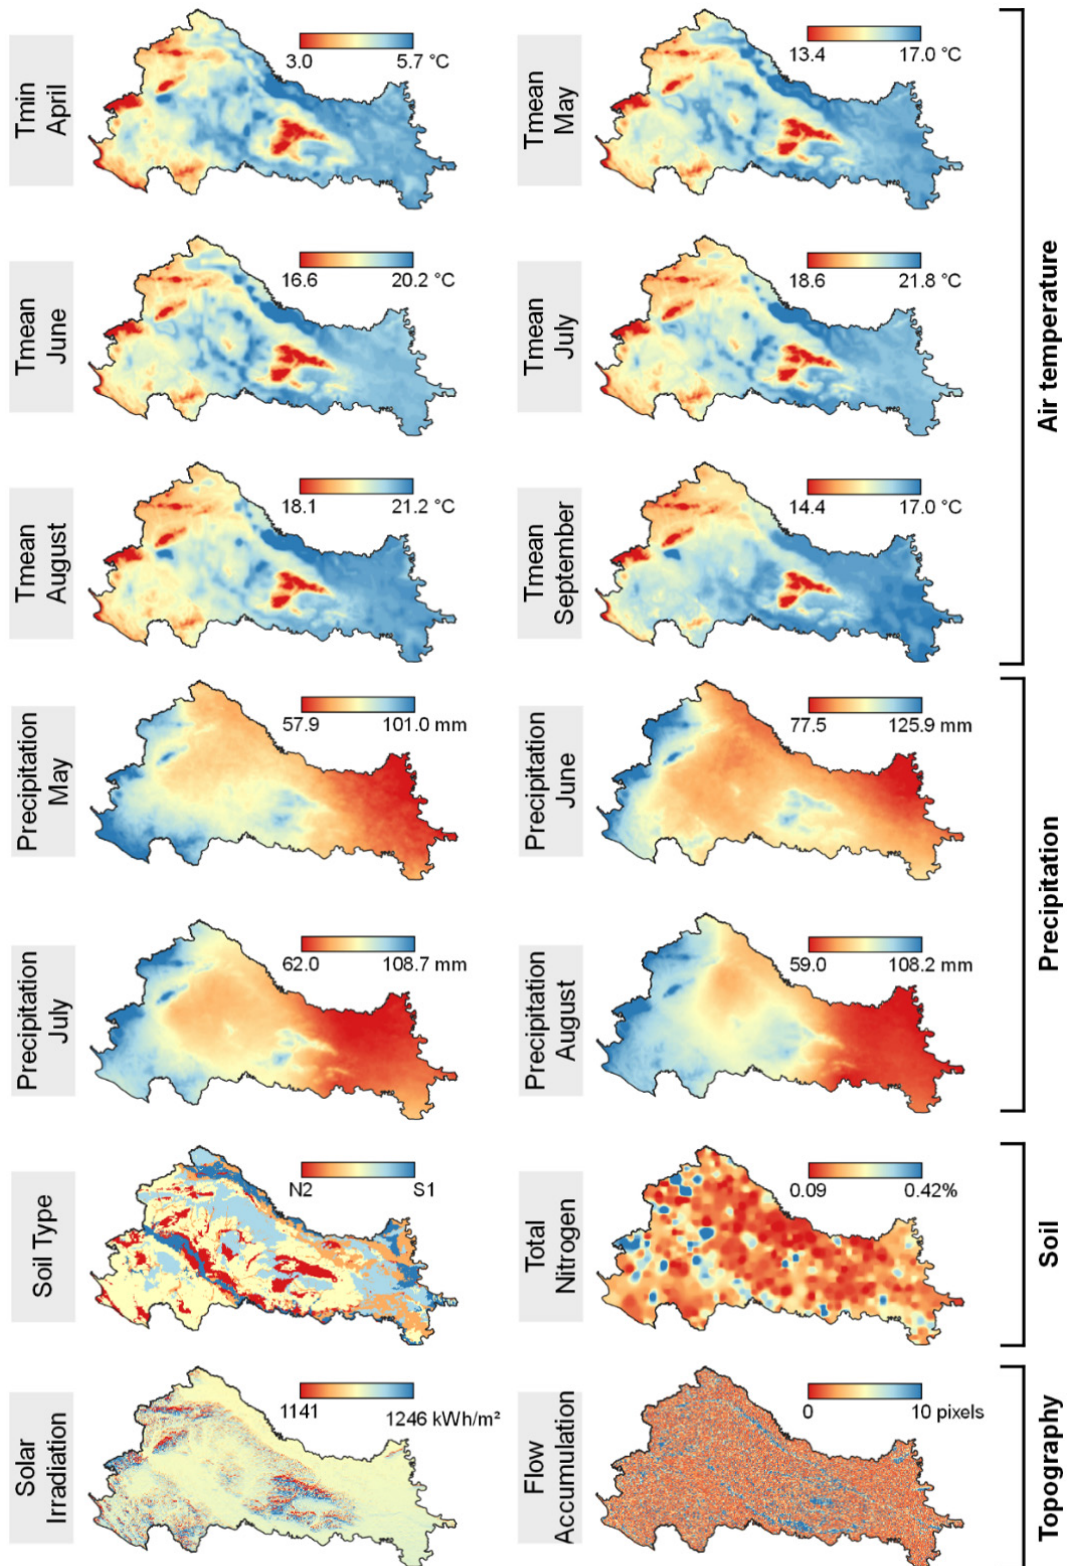 Tmin
April
3.0
5.7 °C
Tmean
May
13.4
17.0 °C
Tmean
June
16.6
20.2 °C
Tmean
July
18.6
21.8 °C
Tmean
August
18.1
21.2 °C
Tmean
September
14.4
17.0 °C
Air temperature
Precipitation
May
57.9
101.0 mm
Precipitation
June
77.5
125.9 mm
Precipitation
July
62.0
108.7 mm
Precipitation
August
59.0
108.2 mm
Precipitation
Soil Type
N2
S1
Total
Nitrogen
0.09
0.42%
Soil
Solar
Irradiation
1141
1246 kWh/m²
Flow
Accumulation
0
10 pixels
Topography